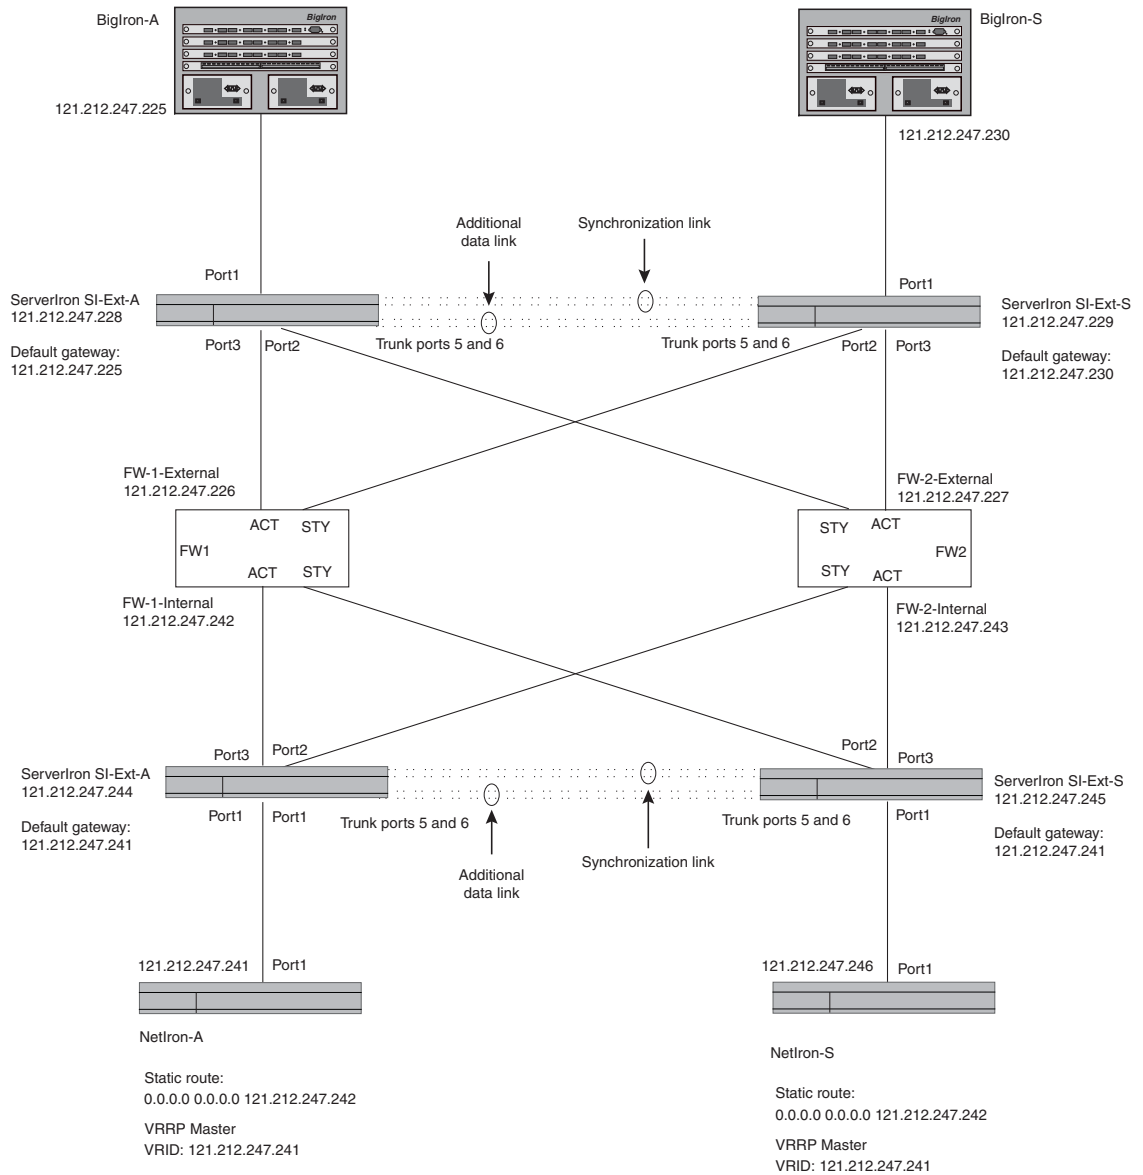 BigIron-A
BigIron
BigIron
BigIron-S
121.212.247.225
121.212.247.230
Additional
data link
Synchronization link
Port1
Port1
ServerIron SI-Ext-A
121.212.247.228
ServerIron SI-Ext-S
121.212.247.229
Port3
Port2
Trunk ports 5 and 6
Trunk ports 5 and 6
Port2
Port3
Default gateway:
121.212.247.225
Default gateway:
121.212.247.230
FW-1-External
121.212.247.226
FW-2-External
121.212.247.227
ACT
STY
STY
ACT
FW1
FW2
ACT
STY
STY
ACT
FW-1-Internal
121.212.247.242
FW-2-Internal
121.212.247.243
Port3
Port2
Port2
Port3
ServerIron SI-Ext-A
121.212.247.244
ServerIron SI-Ext-S
121.212.247.245
Port1
Port1
Trunk ports 5 and 6
Trunk ports 5 and 6
Port1
Default gateway:
121.212.247.241
Default gateway:
121.212.247.241
Additional
data link
Synchronization link
121.212.247.241
Port1
121.212.247.246
Port1
NetIron-A
NetIron-S
Static route:
0.0.0.0 0.0.0.0 121.212.247.242
VRRP Master
VRID: 121.212.247.241
Static route:
0.0.0.0 0.0.0.0 121.212.247.242
VRRP Master
VRID: 121.212.247.241